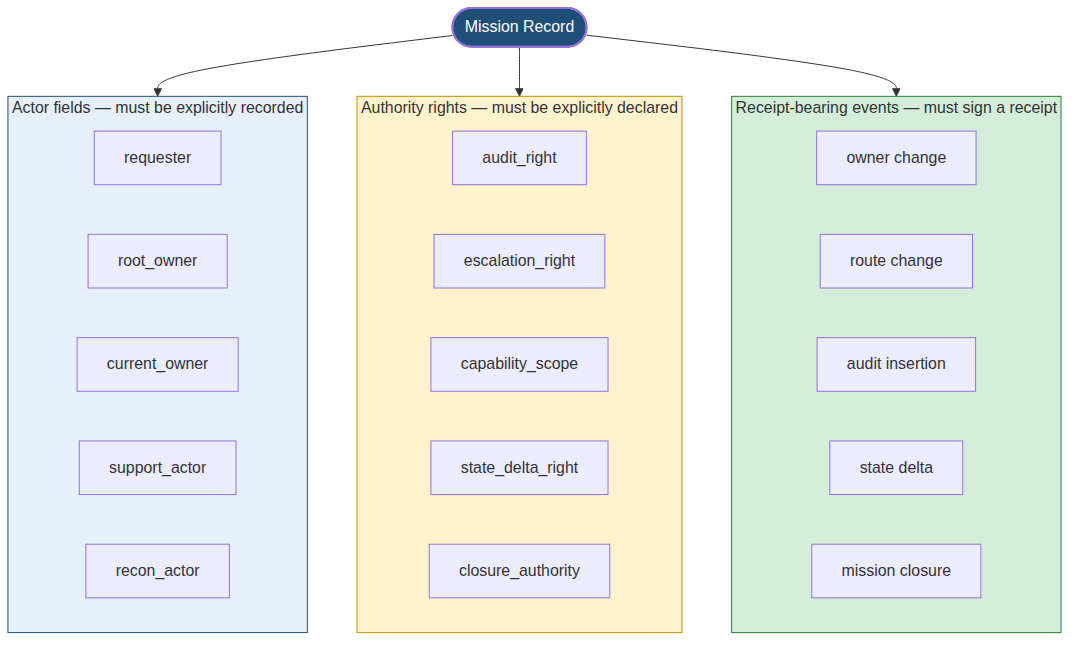 Mission Record
Actor fields — must be explicitly recorded
requester
root_owner
current_owner
support_actor
recon_actor
Authority rights — must be explicitly declared
audit_right
escalation_right
capability_scope
state_delta_right
closure_authority
Receipt-bearing events — must sign a receipt
owner change
route change
audit insertion
state delta
mission closure